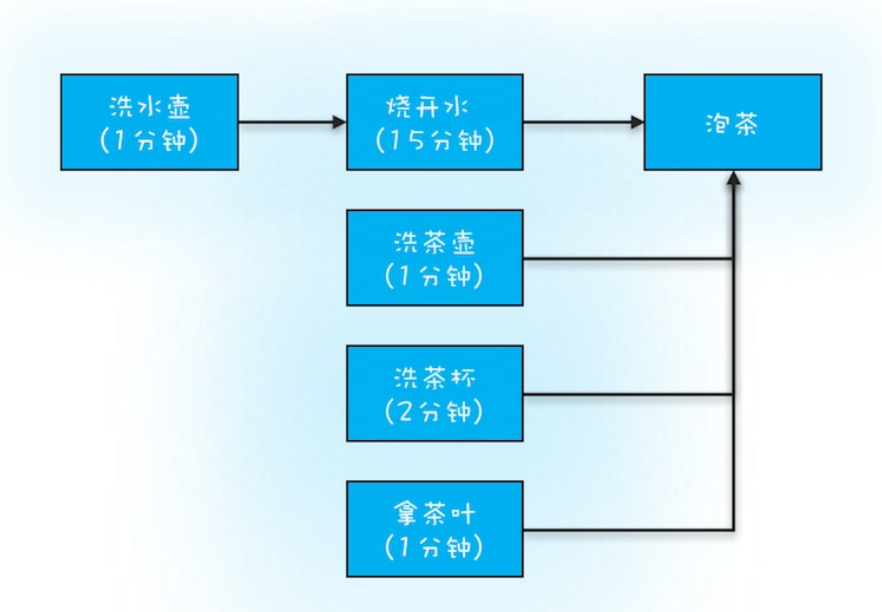 洗水壶
(1分钟)
烧开水
(15分钟)
泡茶
洗茶壶
(1分钟)
洗茶杯
(2分钟)
拿茶叶
(1分钟)